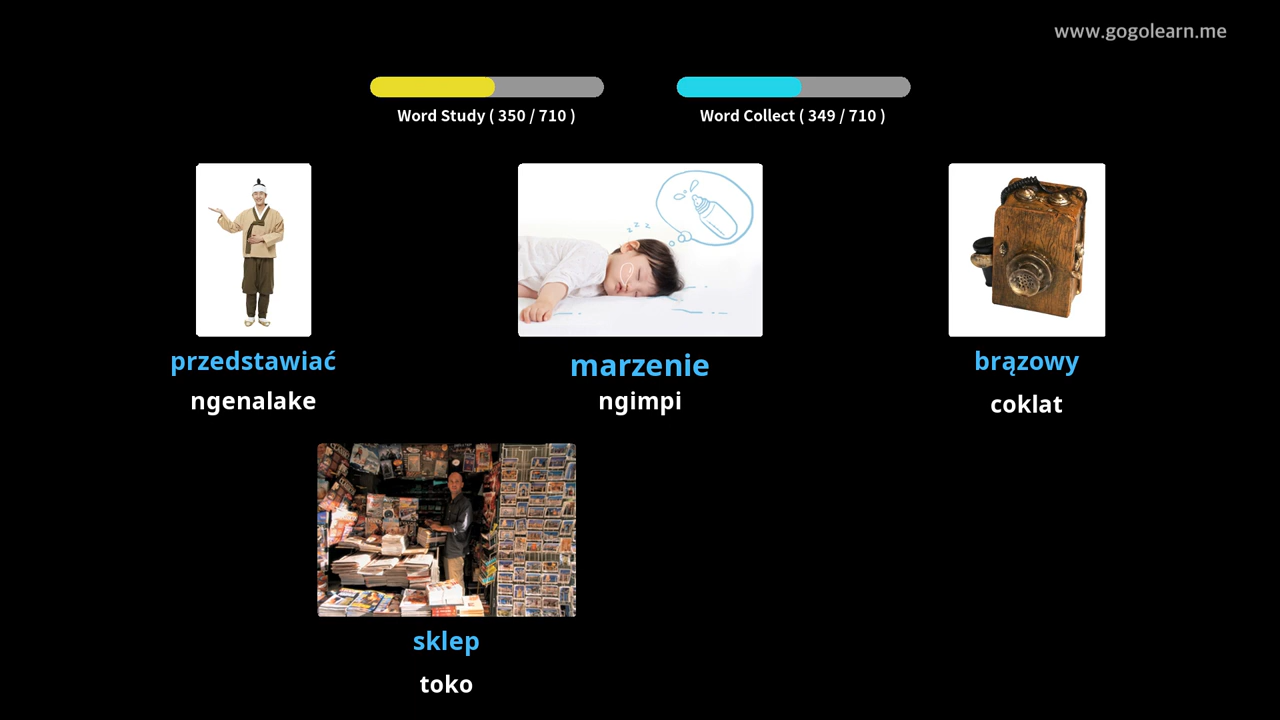 www.gogolearn.me
Word Study ( 350 / 710 )
Word Collect ( 349 / 710 )
przedstawiać
ngenalake
marzenie
ngimpi
brązowy
coklat
sklep
toko